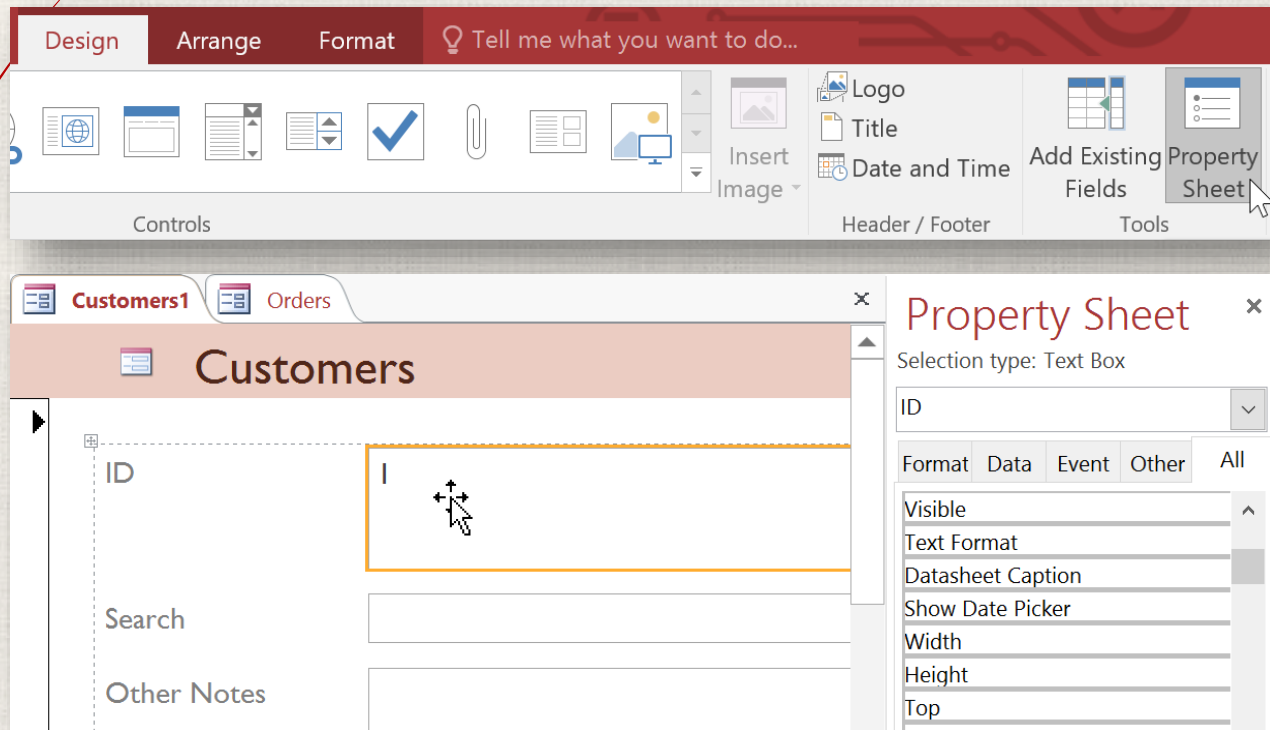 Design Arrange Format Tell me what you want to do...
Logo
Title
Date and Time
Insert
Image
Add Existing
Fields
Property
Sheet
Controls
Header / Footer
Tools
Customers1 Orders
Customers
ID
I
Search
Other Notes
Property Sheet
Selection type: Text Box
ID
Format Data Event Other All
Visible
Text Format
Datasheet Caption
Show Date Picker
Width
Height
Top